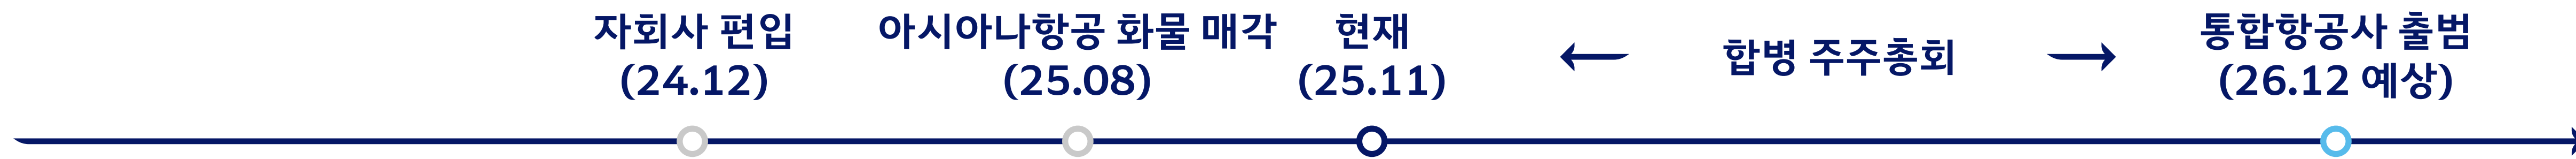 자회사 편입
(24.12)
아시아나항공 화물 매각
(25.08)
현재
(25.11)
← 합병 주주총회 →
통합항공사 출범
(26.12 예상)